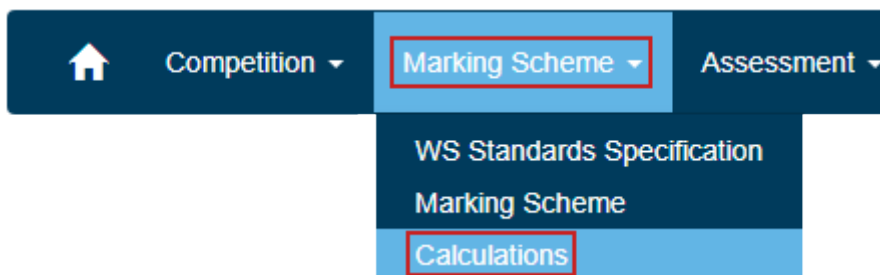 Competition Marking Scheme Assessment
WS Standards Specification
Marking Scheme
Calculations